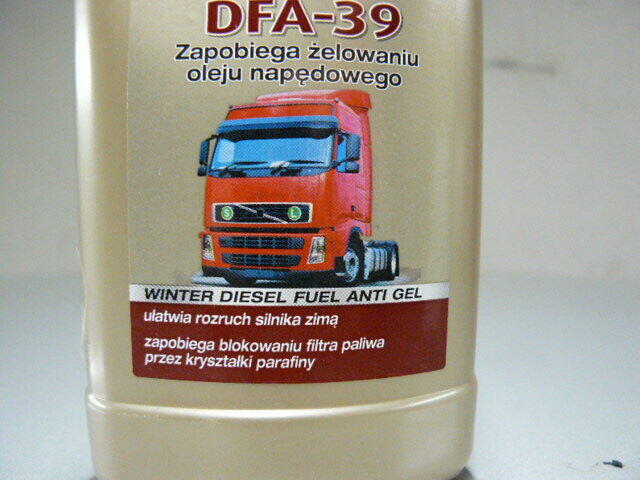 DFA-39
Zapobiega żelowaniu
oleju napędowego
S L
WINTER DIESEL FUEL ANTI GEL
ułatwia rozruch silnika zimą
zapobiega blokowaniu filtra paliwa
przez kryształki parafiny